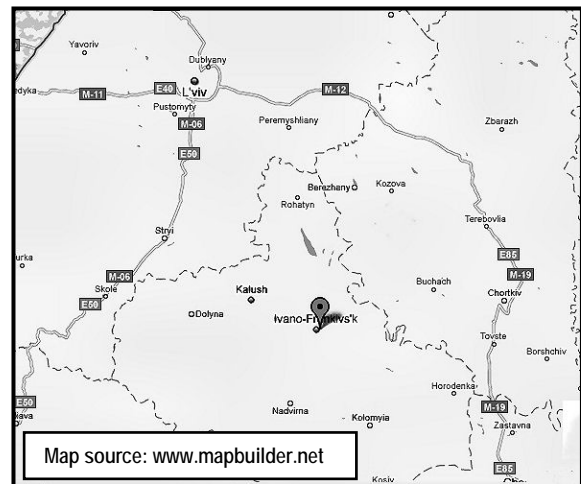 Yavoriv
Dublyany
L'viv
E40
M-11
edyka
M-12
Pustomyty
M-06
Peremyshliany
Zbarazh
E50
Berezhany
Kozova
Rohatyn
Terebovlia
Stryi
E85
urka
M-06
M-19
Skole
E50
Kalush
Buchach
Chortkiv
Dolyna
Ivano-Frankivs'k
Tovste
Borshchiv
E50
Horodenka
Nadvirna
M-19
Kolomyia
Zastavna
Map source: www.mapbuilder.net
E85
Kosiv